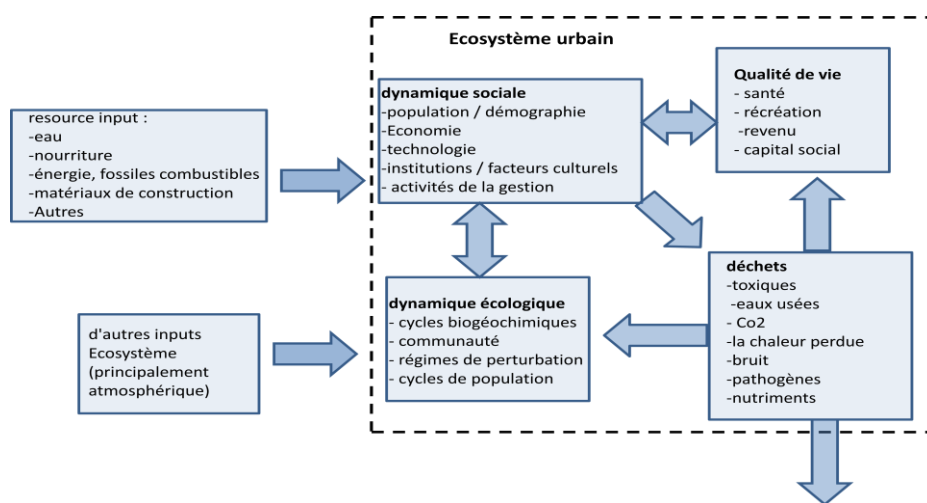 Ecosystème urbain
resource input :
-eau
-nourriture
-énergie, fossiles combustibles
-matériaux de construction
-Autres
dynamique sociale
-population / démographie
-Economie
-technologie
-institutions / facteurs culturels
- activités de la gestion
Qualité de vie
- santé
- récréation
-revenu
- capital social
d'autres inputs
Ecosystème
(principalement
atmosphérique)
dynamique écologique
- cycles biogéochimiques
- communauté
- régimes de perturbation
- cycles de population
déchets
-toxiques
-eaux usées
- Co2
-la chaleur perdue
-bruit
-pathogènes
-nutriments